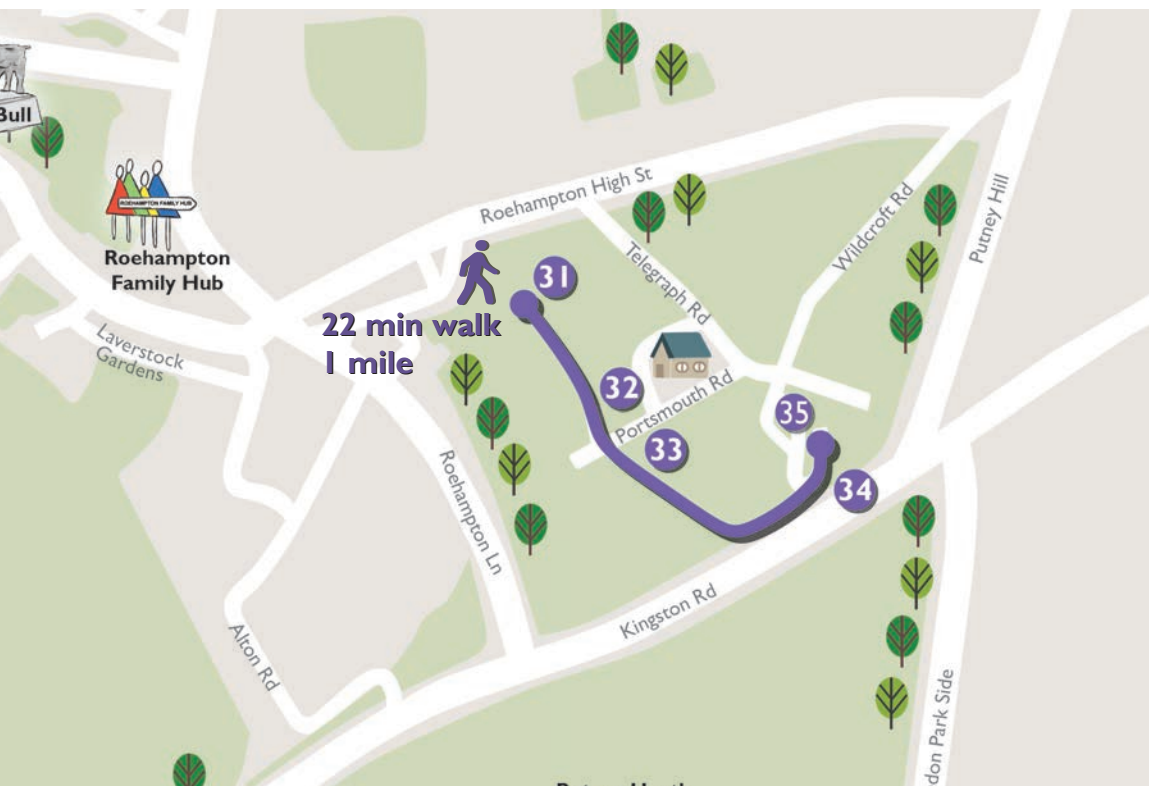 Bull
ROEHAMPTON FAMILY HUB
Roehampton
Family Hub
Roehampton High St
Telegraph Rd
Wildcroft Rd
Putney Hill
31
22 min walk
1 mile
Laverstock
Gardens
32
Portsmouth Rd
33
35
34
Roehampton Ln
Kingston Rd
Alton Rd
Park Side